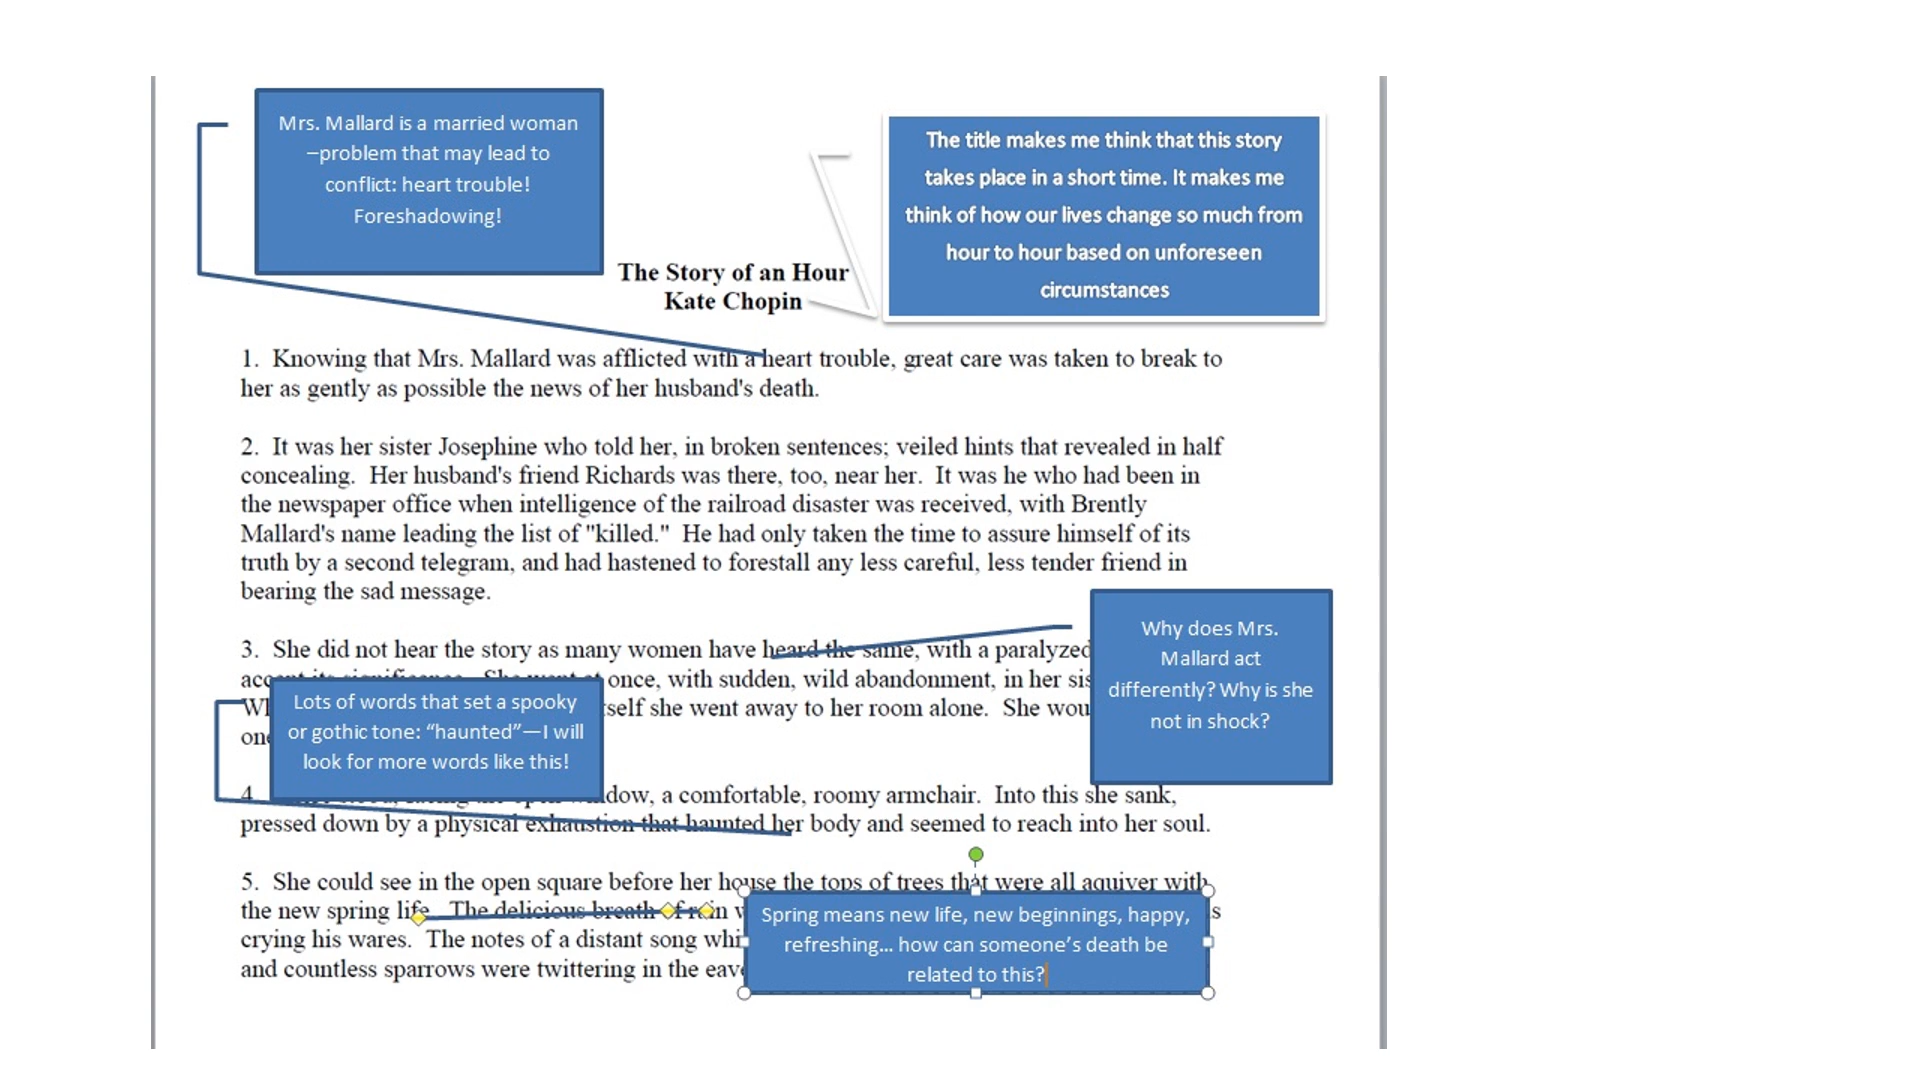 Mrs. Mallard is a married woman
–problem that may lead to
conflict: heart trouble!
Foreshadowing!
The title makes me think that this story
takes place in a short time. It makes me
think of how our lives change so much from
hour to hour based on unforeseen
circumstances
The Story of an Hour
Kate Chopin
1. Knowing that Mrs. Mallard was afflicted with a heart trouble, great care was taken to break to
her as gently as possible the news of her husband's death.
2. It was her sister Josephine who told her, in broken sentences; veiled hints that revealed in half
concealing. Her husband's friend Richards was there, too, near her. It was he who had been in
the newspaper office when intelligence of the railroad disaster was received, with Brently
Mallard's name leading the list of "killed." He had only taken the time to assure himself of its
truth by a second telegram, and had hastened to forestall any less careful, less tender friend in
bearing the sad message.
3. She did not hear the story as many women have heard the same, with a paralyzed
once, with sudden, wild abandonment, in her
she went away to her room alone. She
Why does Mrs.
Mallard act
differently? Why is she
not in shock?
Lots of words that set a spooky
or gothic tone: “haunted”—I will
look for more words like this!
4. a comfortable, roomy armchair. Into this she sank,
pressed down by a physical exhaustion that haunted her body and seemed to reach into her soul.
5. She could see in the open square before her house the tops of trees that were all aquiver with
the new spring life. The delicious breath of rain
crying his wares. The notes of a distant song
and countless sparrows were twittering in the
Spring means new life, new beginnings, happy,
refreshing... how can someone’s death be
related to this?